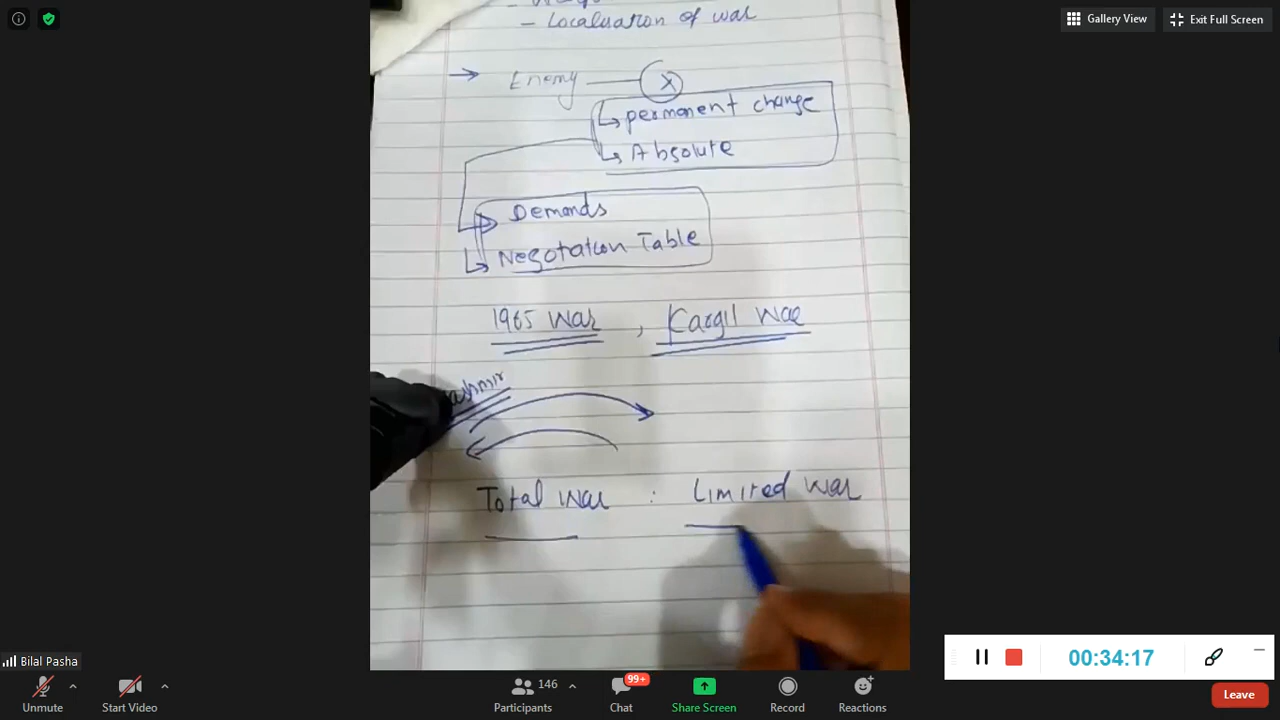 - Localisation of war
Gallery View
Exit Full Screen
→ Enemy — X
↳ permanent change
↳ Absolute
Demands
↳ Negotation Table
1965 War , Kargil War
ashmir
Total War : Limited War
Bilal Pasha
00:34:17
Unmute
Start Video
146
Participants
99+
Chat
Share Screen
Record
Reactions
Leave